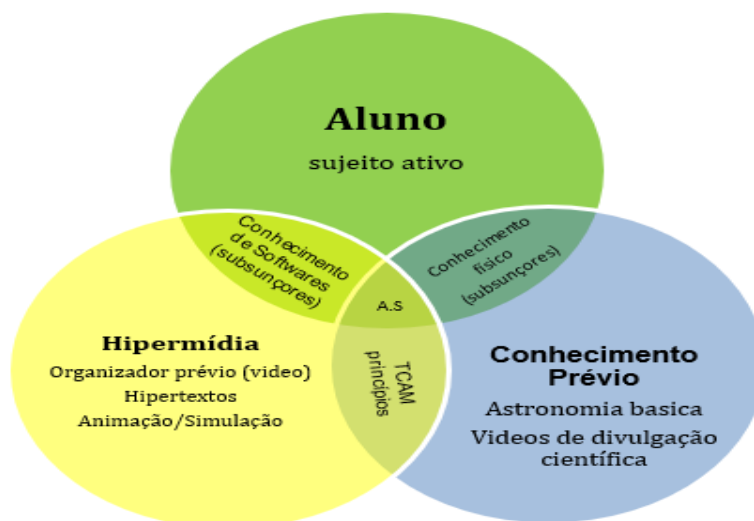 Aluno
sujeito ativo
Conhecimento
de Softwares
(subsunçores)
Conhecimento
físico
(subsunçores)
A.S
Hipermídia
Organizador prévio (video)
Hipertextos
Animação/Simulação
TCAM
princípios
Conhecimento
Prévio
Astronomia basica
Videos de divulgação
científica